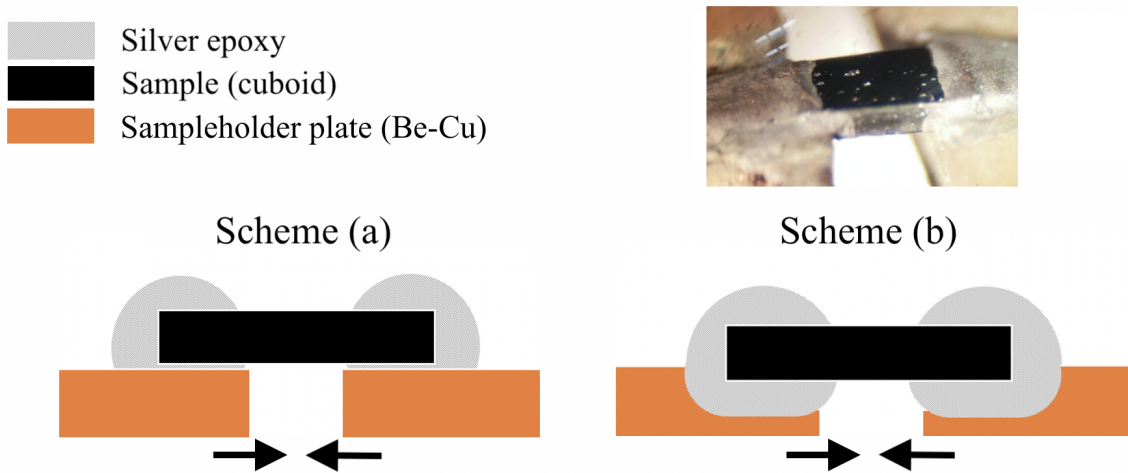 Silver epoxy
Sample (cuboid)
Sampleholder plate (Be-Cu)
Scheme (a)
Scheme (b)